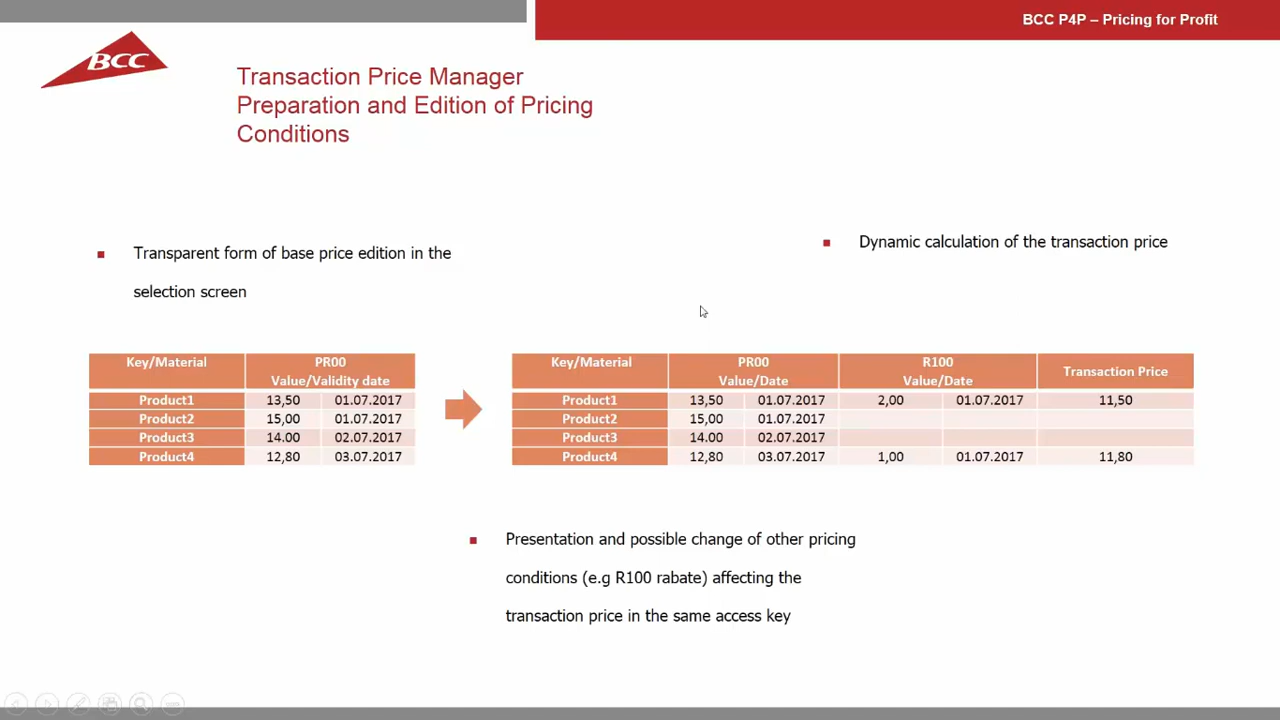 BCC P4P – Pricing for Profit
BCC
Transaction Price Manager
Preparation and Edition of Pricing
Conditions
Transparent form of base price edition in the
selection screen
Dynamic calculation of the transaction price
Key/Material PR00
Value/Validity date
Product1 13,50 01.07.2017
Product2 15,00 01.07.2017
Product3 14.00 02.07.2017
Product4 12,80 03.07.2017
Key/Material PR00 R100 Transaction Price
Value/Date Value/Date
Product1 13,50 01.07.2017 2,00 01.07.2017 11,50
Product2 15,00 01.07.2017
Product3 14.00 02.07.2017
Product4 12,80 03.07.2017 1,00 01.07.2017 11,80
Presentation and possible change of other pricing
conditions (e.g R100 rabate) affecting the
transaction price in the same access key